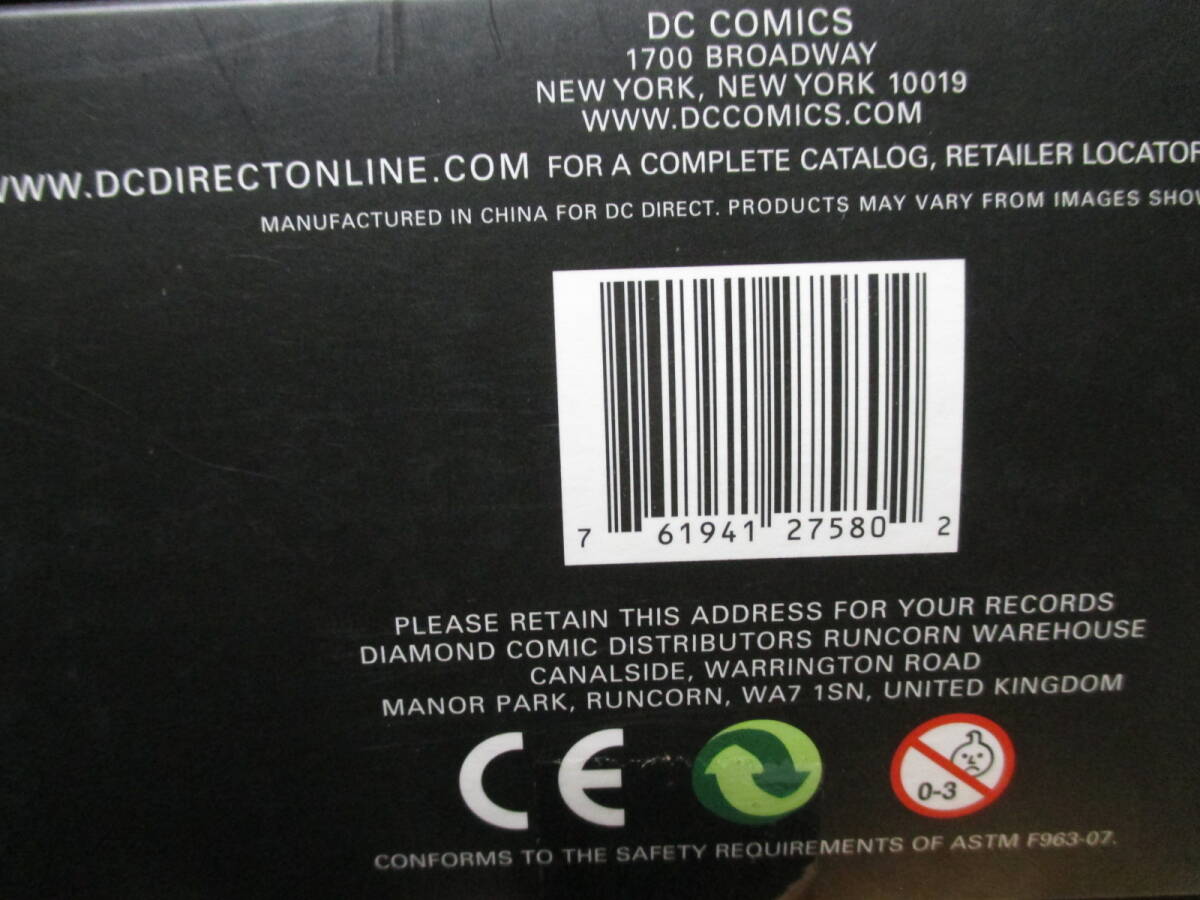 DC COMICS
1700 BROADWAY
NEW YORK, NEW YORK 10019
WWW.DCCOMICS.COM
WWW.DCDIRECTONLINE.COM FOR A COMPLETE CATALOG, RETAILER LOCATOR
MANUFACTURED IN CHINA FOR DC DIRECT. PRODUCTS MAY VARY FROM IMAGES
7 61941 27580 2
PLEASE RETAIN THIS ADDRESS FOR YOUR RECORDS
DIAMOND COMIC DISTRIBUTORS RUNCORN WAREHOUSE
CANALSIDE, WARRINGTON ROAD
MANOR PARK, RUNCORN, WA7 1SN, UNITED KINGDOM
CE
0-3
CONFORMS TO THE SAFETY REQUIREMENTS OF ASTM F963-07.